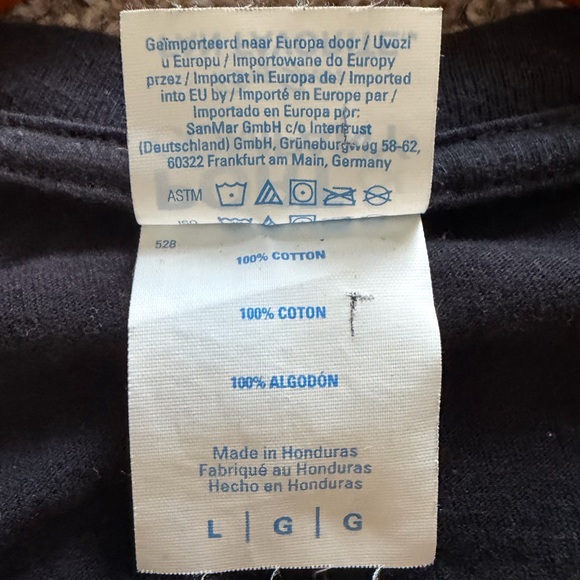 Geïmporteerd naar Europa door / Uvozi
u Europu / Importowane do Europy
przez / Importat in Europa de / Imported
into EU by / Importé en Europe par /
Importado en Europa por:
SanMar GmbH c/o Intertrust
(Deutschland) GmbH, Grüneburgweg 58-62,
60322 Frankfurt am Main, Germany
ASTM
ISO
528
100% COTTON
100% COTON
100% ALGODÓN
Made in Honduras
Fabriqué au Honduras
Hecho en Honduras
L | G | G